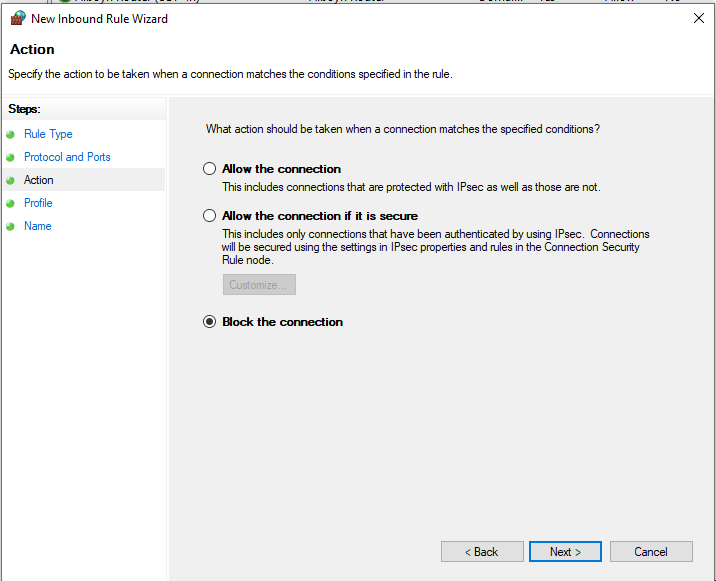 New Inbound Rule Wizard
Action
Specify the action to be taken when a connection matches the conditions specified in the rule.
Steps:
Rule Type
Protocol and Ports
Action
Profile
Name
What action should be taken when a connection matches the specified conditions?
Allow the connection
This includes connections that are protected with IPsec as well as those are not.
Allow the connection if it is secure
This includes only connections that have been authenticated by using IPsec. Connections
will be secured using the settings in IPsec properties and rules in the Connection Security
Rule node.
Customize...
Block the connection
< Back
Next >
Cancel